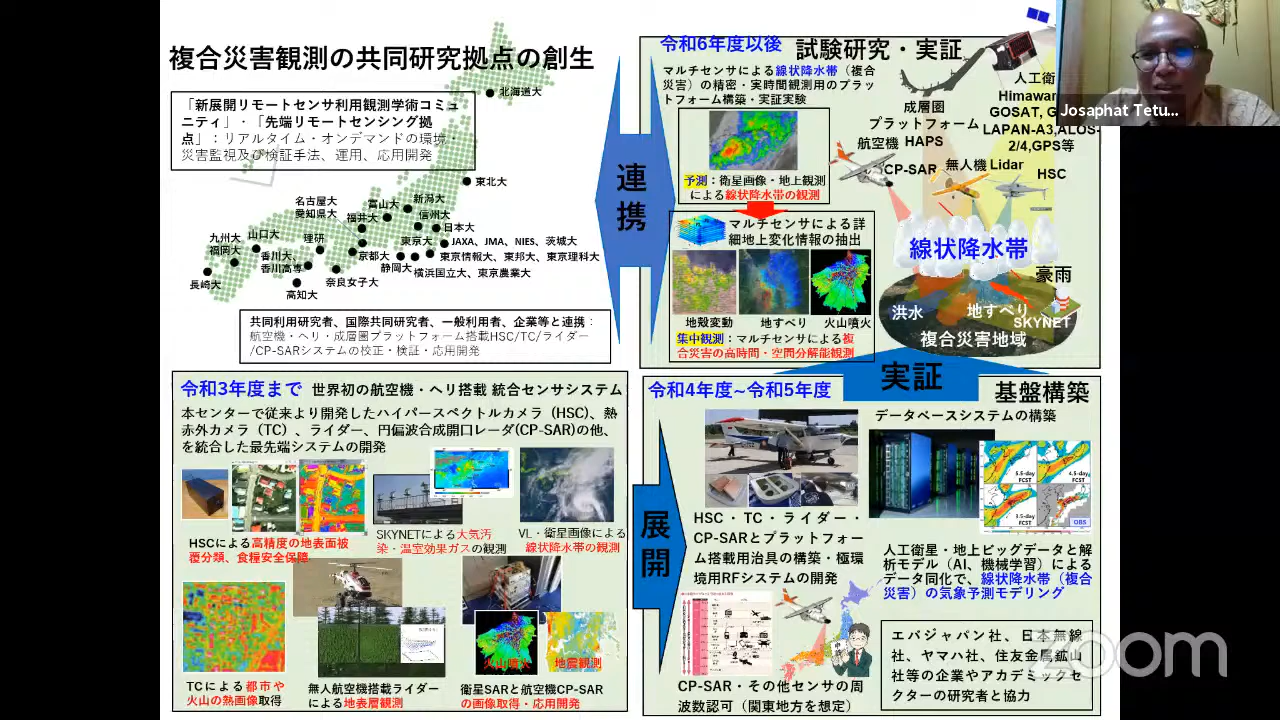 複合災害観測の共同研究拠点の創生
「新展開リモートセンサ利用観測学術コミュ
ニティ」・「先端リモートセンシング拠
点」：リアルタイム・オンデマンドの環境・
災害監視及び検証手法、運用、応用開発
北海道大
東北大
名古屋大
愛知県大
富山大
新潟大
福井大
信州大
日本大
九州大
山口大
理研
東京大
JAXA、JMA、NIES、茨城大
福岡大
香川大、
京都大
東京情報大、東邦大、東京理科大
香川高専
静岡大
横浜国立大、東京農業大
長崎大
奈良女子大
高知大
共同利用研究者、国際共同研究者、一般利用者、企業等と連携：
航空機・ヘリ・成層圏プラットフォーム搭載HSC/TC/ライダー
/CP-SARシステムの校正・検証・応用開発
連携
令和6年度以後
試験研究・実証
マルチセンサによる線状降水帯（複合
災害）の精密・実時間観測用のプラッ
トフォーム構築・実証実験
予測：衛星画像・地上観測
による線状降水帯の観測
マルチセンサによる詳
細地上変化情報の抽出
地殻変動
地すべり
火山噴火
集中観測：マルチセンサによる複
合災害の高時間・空間分解能観測
人工衛
Himawar
GOSAT, G
LAPAN-A3,ALOS-
2/4,GPS等
成層圏
プラットフォーム
HAPS
航空機
CP-SAR
無人機 Lidar
HSC
線状降水帯
豪雨
洪水
地すべり
SKYNET
複合災害地域
Josaphat Tetu...
実証
令和3年度まで 世界初の航空機・ヘリ搭載 統合センサシステム
本センターで従来より開発したハイパースペクトルカメラ（HSC)、熱
赤外カメラ（TC）、ライダー、円偏波合成開口レーダ(CP-SAR)の他、
を統合した最先端システムの開発
HSCによる高精度の地表面被
覆分類、食糧安全保障
SKYNETによる大気汚
染・温室効果ガスの観測
VL・衛星画像による
線状降水帯の観測
TCによる都市や
火山の熱画像取得
無人航空機搭載ライダー
による地表層観測
火山噴火
地震観測
衛星SARと航空機CP-SAR
の画像取得・応用開発
展開
令和4年度~令和5年度
基盤構築
データベースシステムの構築
5.5-day
FCST
4.5-day
FCST
3.5-day
FCST
OBS
HSC・TC・ライダー・
CP-SARとプラットフォー
ム搭載用治具の構築・極環
境用RFシステムの開発
人工衛星・地上ビッグデータと解
析モデル（AI、機械学習）による
データ同化で、線状降水帯（複合
災害）の気象予測モデリング
CP-SAR・その他センサの周
波数認可（関東地方を想定）
エバジャパン社、日本無線
社、ヤマハ社、住友金属鉱山
社等の企業やアカデミックセ
クターの研究者と協力
zoom